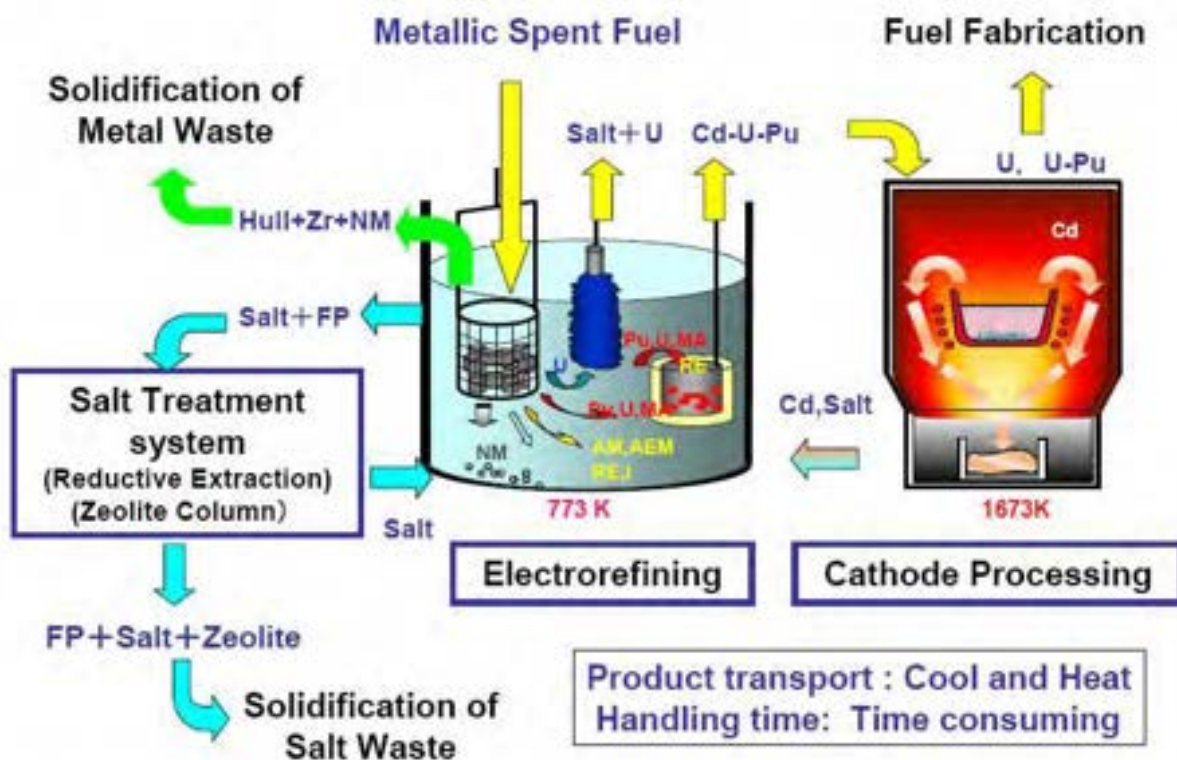 Metallic Spent Fuel
Fuel Fabrication
Solidification of
Metal Waste
Salt+U
Cd-U-Pu
U, U-Pu
Hull+Zr+NM
Cd
Salt+FP
Pu,U,MA
U
RE
Salt Treatment
system
(Reductive Extraction)
(Zeolite Column)
Pu,U,MA
Cd,Salt
NM
AM,AEM
RE,I
773 K
1673K
Salt
Electrorefining
Cathode Processing
FP+Salt+Zeolite
Product transport : Cool and Heat
Handling time: Time consuming
Solidification of
Salt Waste